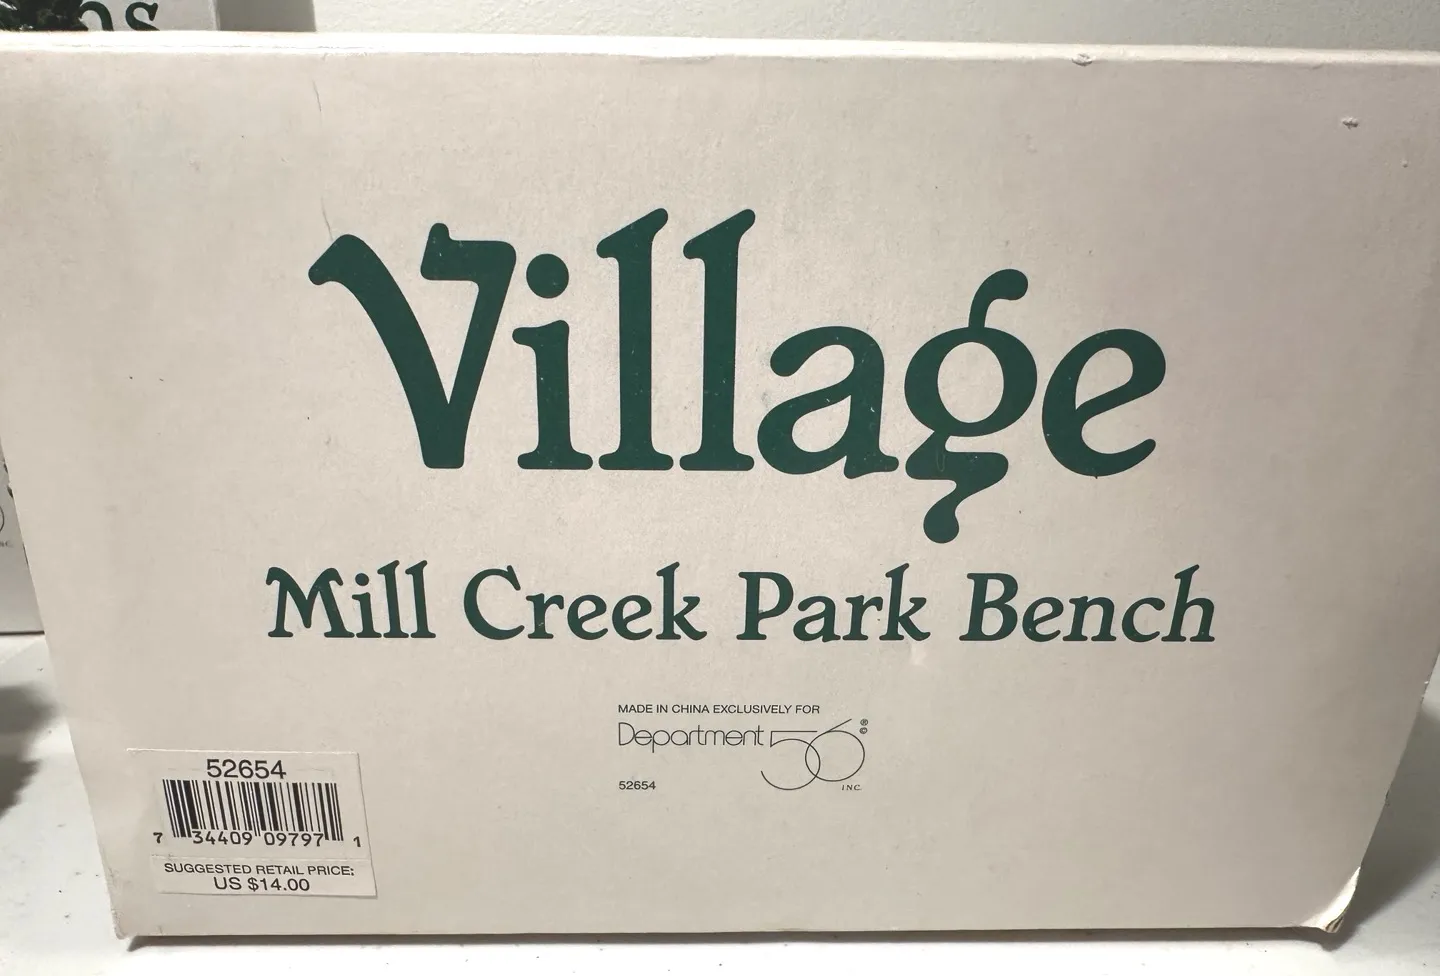 os
Village
Mill Creek Park Bench
MADE IN CHINA EXCLUSIVELY FOR
Department 56 ® ©
INC.
52654
52654
7 34409 09797 1
SUGGESTED RETAIL PRICE:
US $14.00